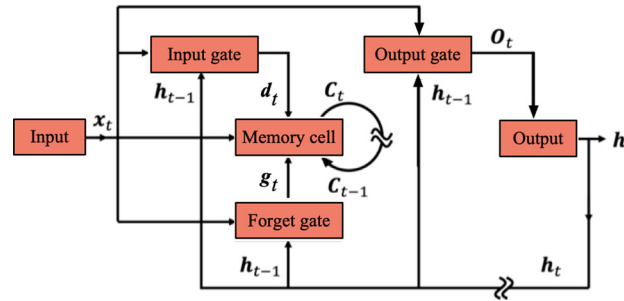 Input gate
Output gate
O_t
h_{t-1}
d_t
C_t
h_{t-1}
Input
x_t
Memory cell
Output
h
g_t
C_{t-1}
Forget gate
h_{t-1}
h_t